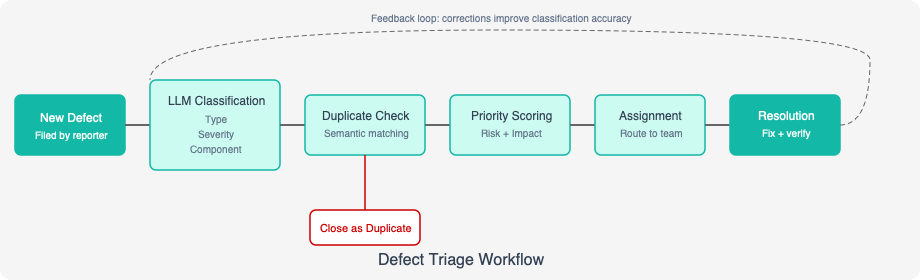 Feedback loop: corrections improve classification accuracy
New Defect
Filed by reporter
LLM Classification
Type
Severity
Component
Duplicate Check
Semantic matching
Priority Scoring
Risk + Impact
Assignment
Route to team
Resolution
Fix + verify
Close as Duplicate
Defect Triage Workflow